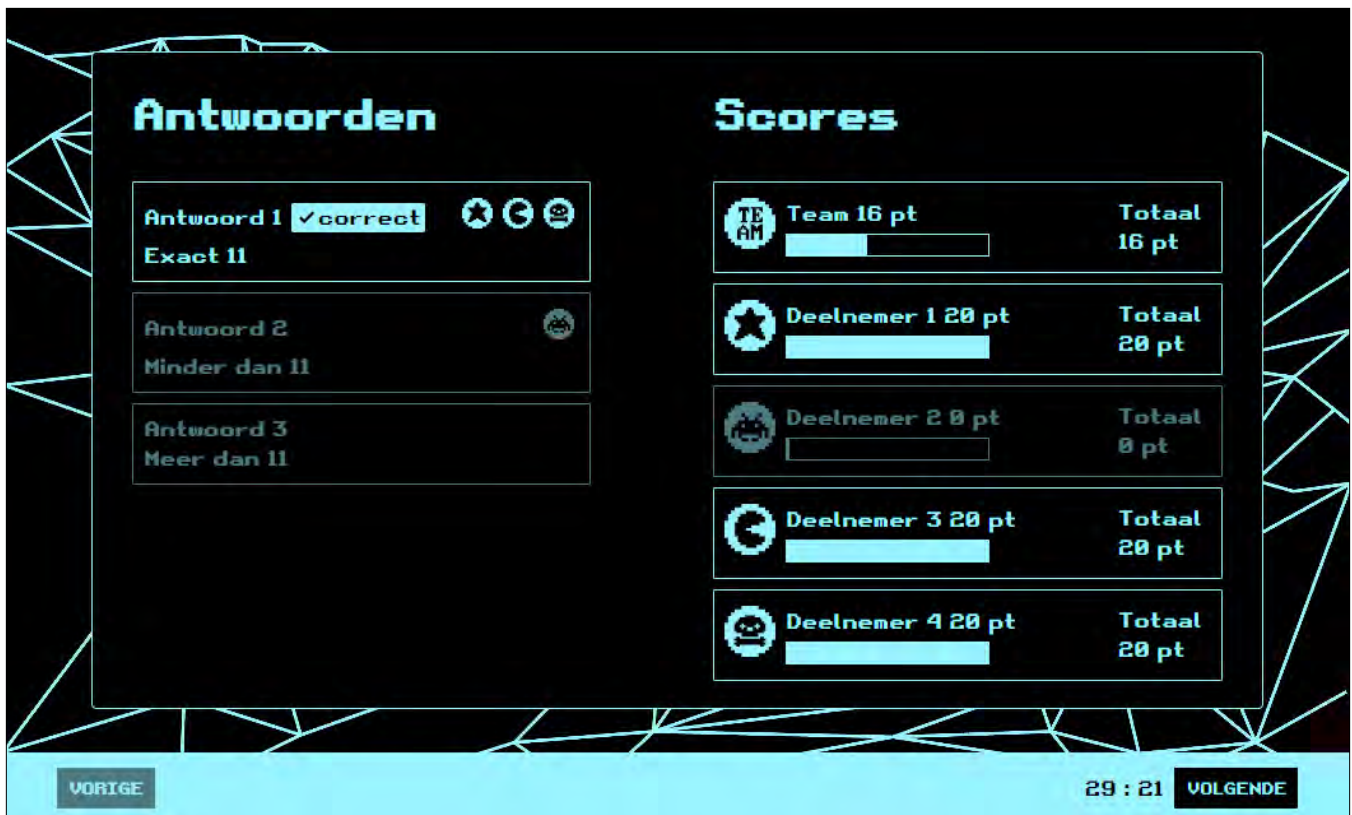 Antwoorden
Antwoord 1 ✓correct
Exact 11
Antwoord 2
Minder dan 11
Antwoord 3
Meer dan 11
Scores
TE
AM
Team 16 pt
Totaal
16 pt
Deelnemer 1 20 pt
Totaal
20 pt
Deelnemer 2 0 pt
Totaal
0 pt
Deelnemer 3 20 pt
Totaal
20 pt
Deelnemer 4 20 pt
Totaal
20 pt
VORIGE
29 : 21
VOLGENDE